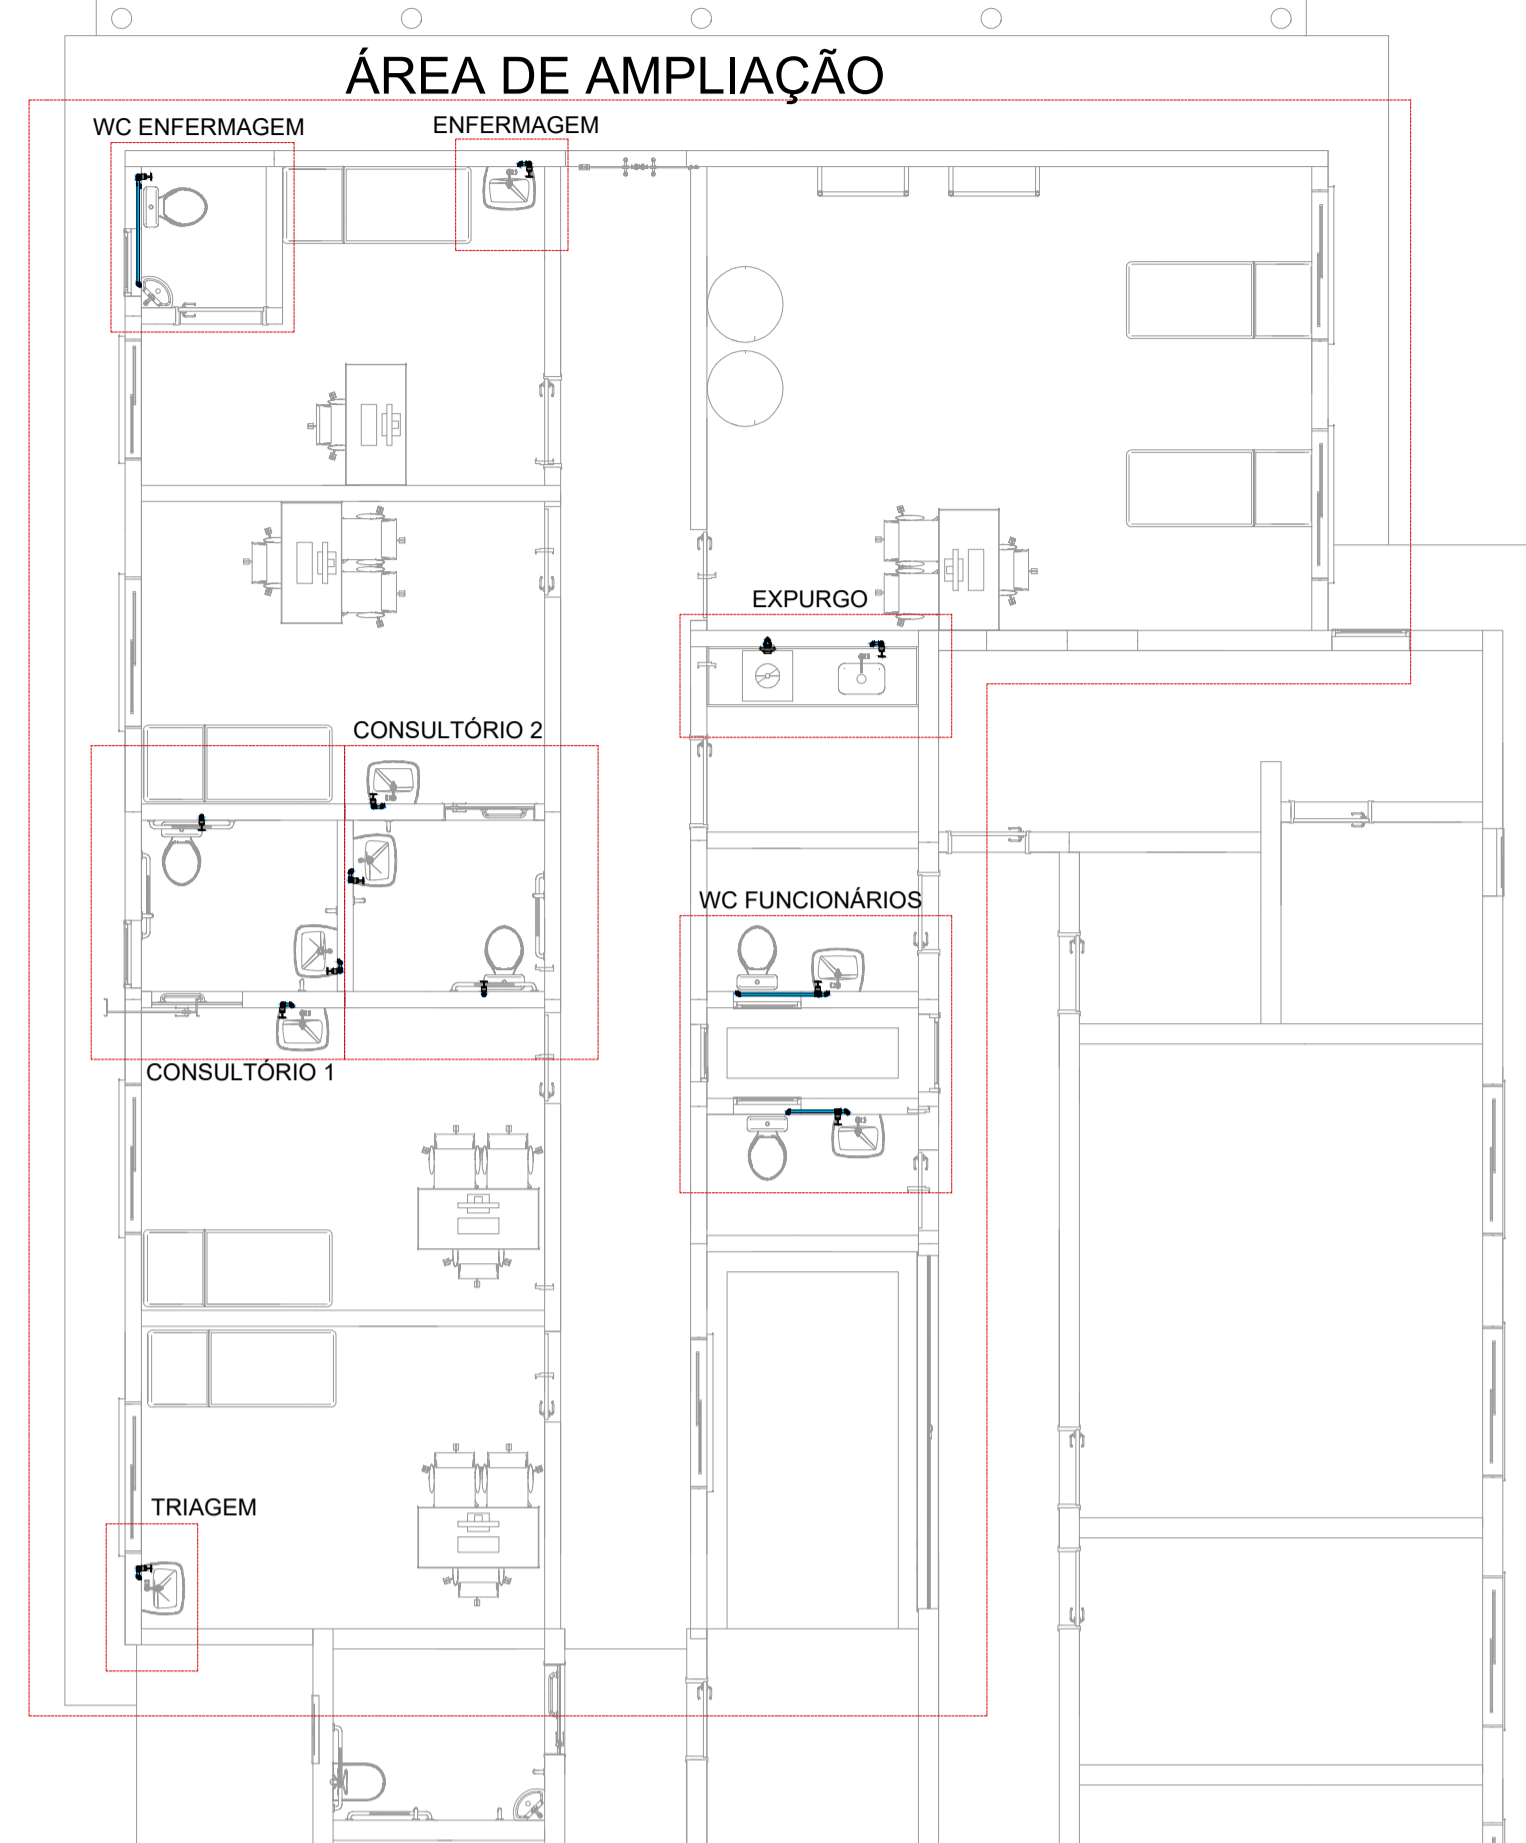 ÁREA DE AMPLIAÇÃO
WC ENFERMAGEM
ENFERMAGEM
EXPURGO
CONSULTÓRIO 2
WC FUNCIONÁRIOS
CONSULTÓRIO 1
TRIAGEM